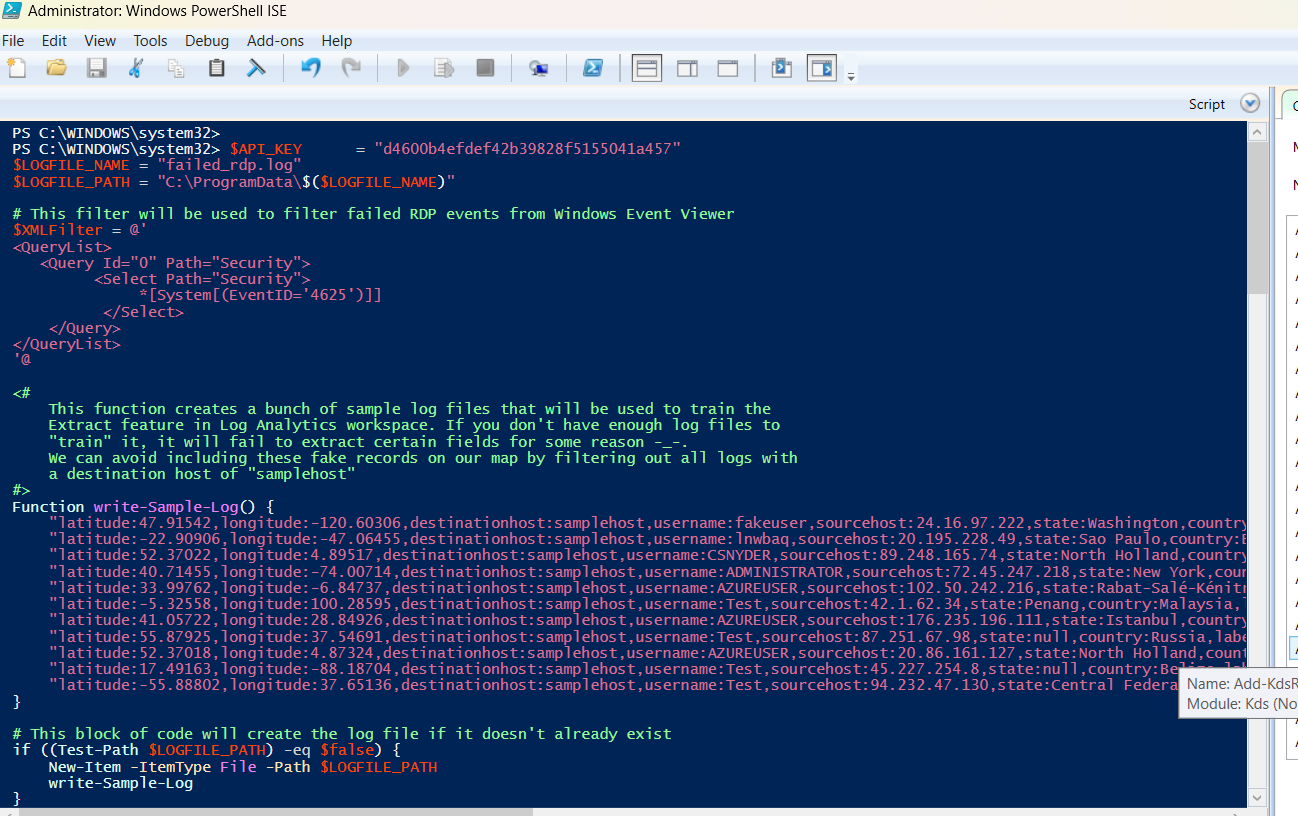 Administrator: Windows PowerShell ISE
File Edit View Tools Debug Add-ons Help
Script
PS C:\WINDOWS\system32>
PS C:\WINDOWS\system32> $API_KEY      = "d4600b4efdef42b39828f5155041a457"
$LOGFILE_NAME = "failed_rdp.log"
$LOGFILE_PATH = "C:\ProgramData\$($LOGFILE_NAME)"
# This filter will be used to filter failed RDP events from Windows Event Viewer
$XMLFilter = @'
<QueryList>
   <Query Id="0" Path="Security">
         <Select Path="Security">
              *[System[(EventID='4625')]]
          </Select>
    </Query>
</QueryList>
'@
<#
    This function creates a bunch of sample log files that will be used to train the
    Extract feature in Log Analytics workspace. If you don't have enough log files to
    "train" it, it will fail to extract certain fields for some reason -_-.
    We can avoid including these fake records on our map by filtering out all logs with
    a destination host of "samplehost"
#>
Function write-Sample-Log() {
    "latitude:47.91542,longitude:-120.60306,destinationhost:samplehost,username:fakeuser,sourcehost:24.16.97.222,state:Washington,country
    "latitude:-22.90906,longitude:-47.06455,destinationhost:samplehost,username:lnwbaq,sourcehost:20.195.228.49,state:Sao Paulo,country:
    "latitude:52.37022,longitude:4.89517,destinationhost:samplehost,username:CSNYDER,sourcehost:89.248.165.74,state:North Holland,country
    "latitude:40.71455,longitude:-74.00714,destinationhost:samplehost,username:ADMINISTRATOR,sourcehost:72.45.247.218,state:New York,cour
    "latitude:33.99762,longitude:-6.84737,destinationhost:samplehost,username:AZUREUSER,sourcehost:102.50.242.216,state:Rabat-Salé-Kénitr
    "latitude:-5.32558,longitude:100.28595,destinationhost:samplehost,username:Test,sourcehost:42.1.62.34,state:Penang,country:Malaysia,
    "latitude:41.05722,longitude:28.84926,destinationhost:samplehost,username:AZUREUSER,sourcehost:176.235.196.111,state:Istanbul,country
    "latitude:55.87925,longitude:37.54691,destinationhost:samplehost,username:Test,sourcehost:87.251.67.98,state:null,country:Russia,labe
    "latitude:52.37018,longitude:4.87324,destinationhost:samplehost,username:AZUREUSER,sourcehost:20.86.161.127,state:North Holland,count
    "latitude:17.49163,longitude:-88.18704,destinationhost:samplehost,username:Test,sourcehost:45.227.254.8,state:null,country:Belize,
    "latitude:-55.88802,longitude:37.65136,destinationhost:samplehost,username:Test,sourcehost:94.232.47.130,state:Central Federa
}
# This block of code will create the log file if it doesn't already exist
if ((Test-Path $LOGFILE_PATH) -eq $false) {
    New-Item -ItemType File -Path $LOGFILE_PATH
    write-Sample-Log
}
Name: Add-KdsR
Module: Kds (No